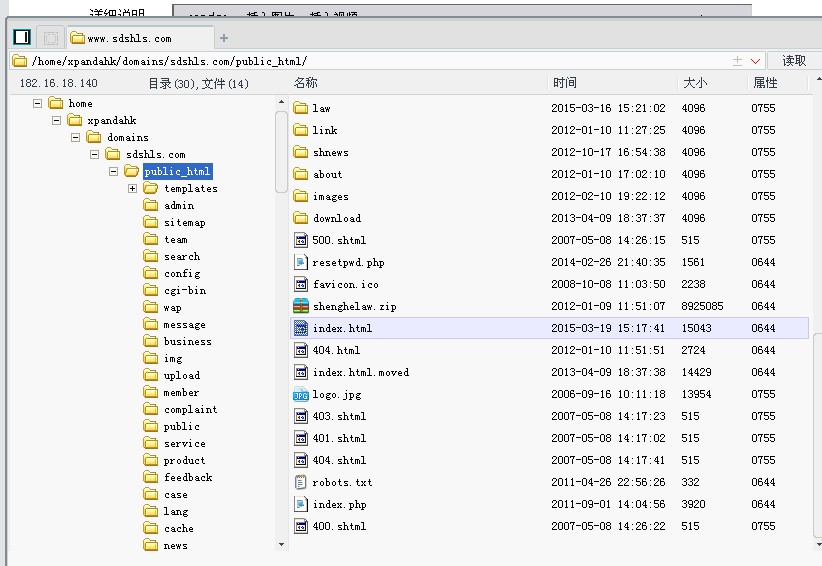 详细说明
www.sdshls.com
/home/xpandahk/domains/sdshls.com/public_html/ 读取
182.16.18.140 目录(30),文件(14) 名称 时间 大小 属性
home
xpandahk
domains
sdshls.com
public_html
templates
admin
sitemap
team
search
config
cgi-bin
wap
message
business
img
upload
member
complaint
public
service
product
feedback
case
lang
cache
news
law 2015-03-16 15:21:02 4096 0755
link 2012-01-10 11:27:25 4096 0755
shnews 2012-10-17 16:54:38 4096 0755
about 2012-01-10 17:02:10 4096 0755
images 2012-02-10 19:22:12 4096 0755
download 2013-04-09 18:37:37 4096 0755
500.shtml 2007-05-08 14:26:15 515 0755
resetpwd.php 2014-02-26 21:40:35 1561 0644
favicon.ico 2008-10-08 11:03:50 2238 0644
shenghelaw.zip 2012-01-09 11:51:07 8925085 0644
index.html 2015-03-19 15:17:41 15043 0644
404.html 2012-01-10 11:51:51 2724 0644
index.html.moved 2013-04-09 18:37:38 14429 0644
logo.jpg 2006-09-16 10:11:18 13954 0755
403.shtml 2007-05-08 14:17:23 515 0755
401.shtml 2007-05-08 14:17:02 515 0755
404.shtml 2007-05-08 14:17:41 515 0755
robots.txt 2011-04-26 22:56:26 332 0644
index.php 2011-09-01 14:04:56 3920 0644
400.shtml 2007-05-08 14:26:22 515 0755